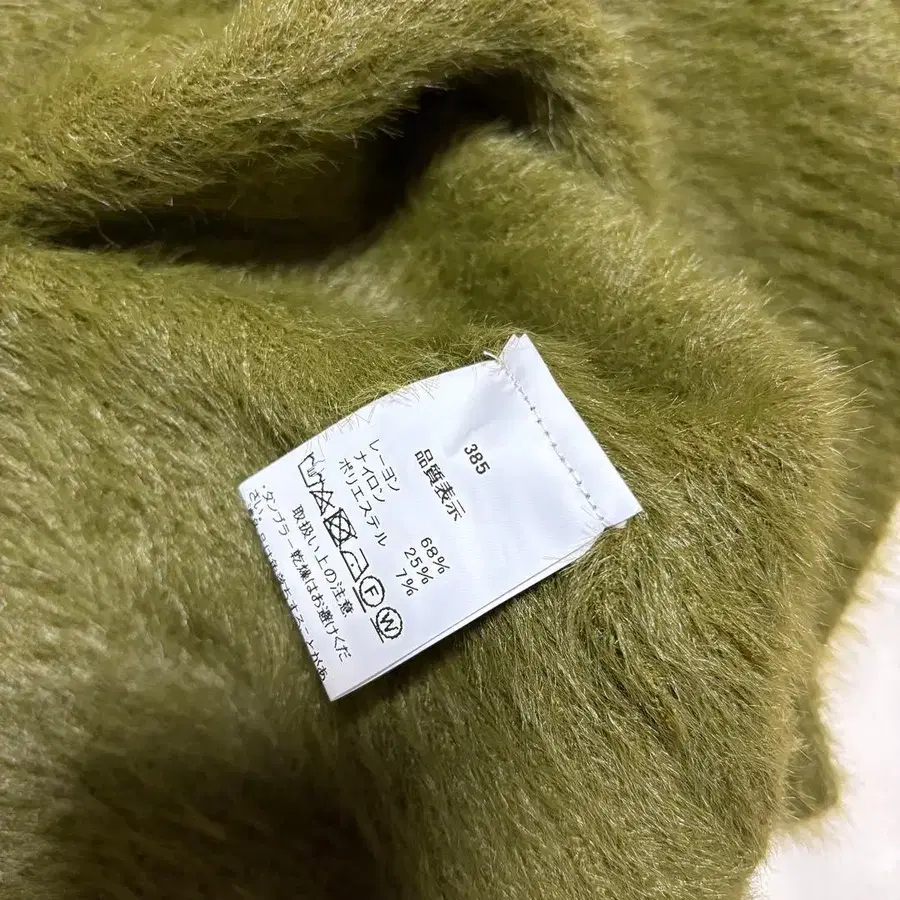 385
品質表示
レーヨン 68%
ナイロン 25%
ポリエステル 7%
F W
取扱い上の注意
・タンブラー乾燥はお避けくだ
さい。